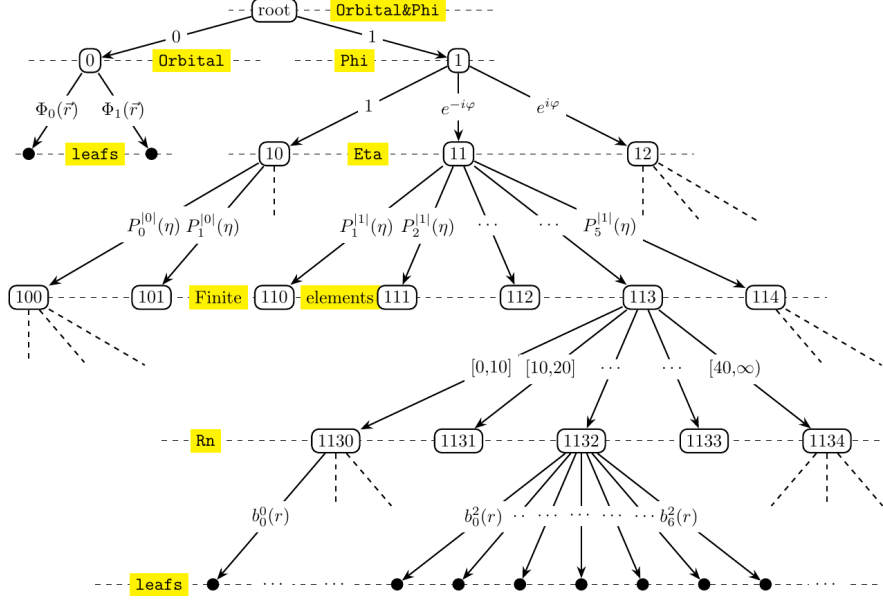 root Orbital&Phi
0 1
0 Orbital Phi 1
Φ₀(r⃗) Φ₁(r⃗) 1 e^{-iφ} e^{iφ}
leafs 10 Eta 11 12
P_0^{|0|}(η) P_1^{|0|}(η) P_1^{|1|}(η) P_2^{|1|}(η) ... ... P_5^{|1|}(η)
100 101 Finite 110 elements 111 112 113 114
[0,10] [10,20] ... ... [40,∞)
Rn 1130 1131 1132 1133 1134
b_0^0(r) b_0^2(r) ... ... ... ... ... b_6^2(r)
leafs ... ... ...